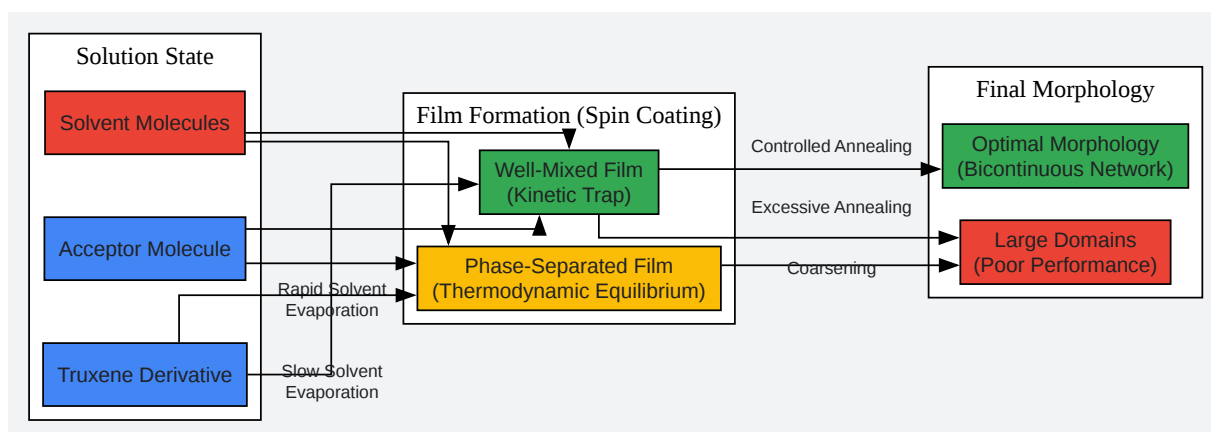 Solution State
Solvent Molecules
Acceptor Molecule
Truxene Derivative
Rapid Solvent
Evaporation
Slow Solvent
Evaporation
Film Formation (Spin Coating)
Well-Mixed Film
(Kinetic Trap)
Phase-Separated Film
(Thermodynamic Equilibrium)
Controlled Annealing
Excessive Annealing
Coarsening
Final Morphology
Optimal Morphology
(Bicontinuous Network)
Large Domains
(Poor Performance)